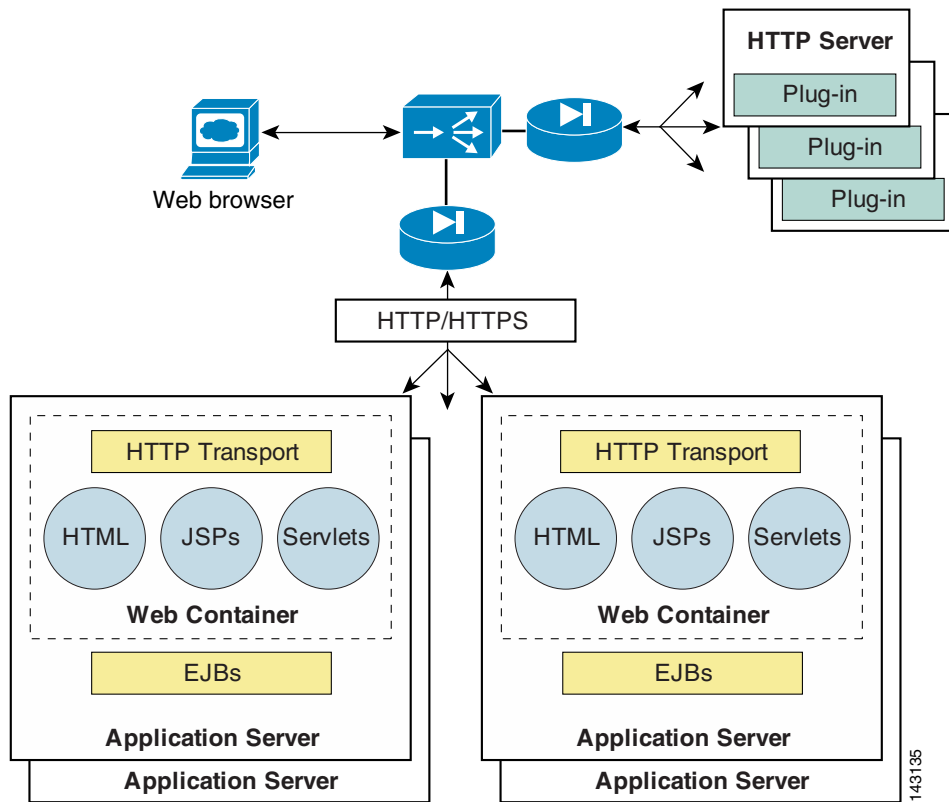 HTTP Server
Plug-in
Plug-in
Plug-in
Web browser
HTTP/HTTPS
HTTP Transport
HTML
JSPs
Servlets
Web Container
EJBs
Application Server
Application Server
HTTP Transport
HTML
JSPs
Servlets
Web Container
EJBs
Application Server
Application Server
143135